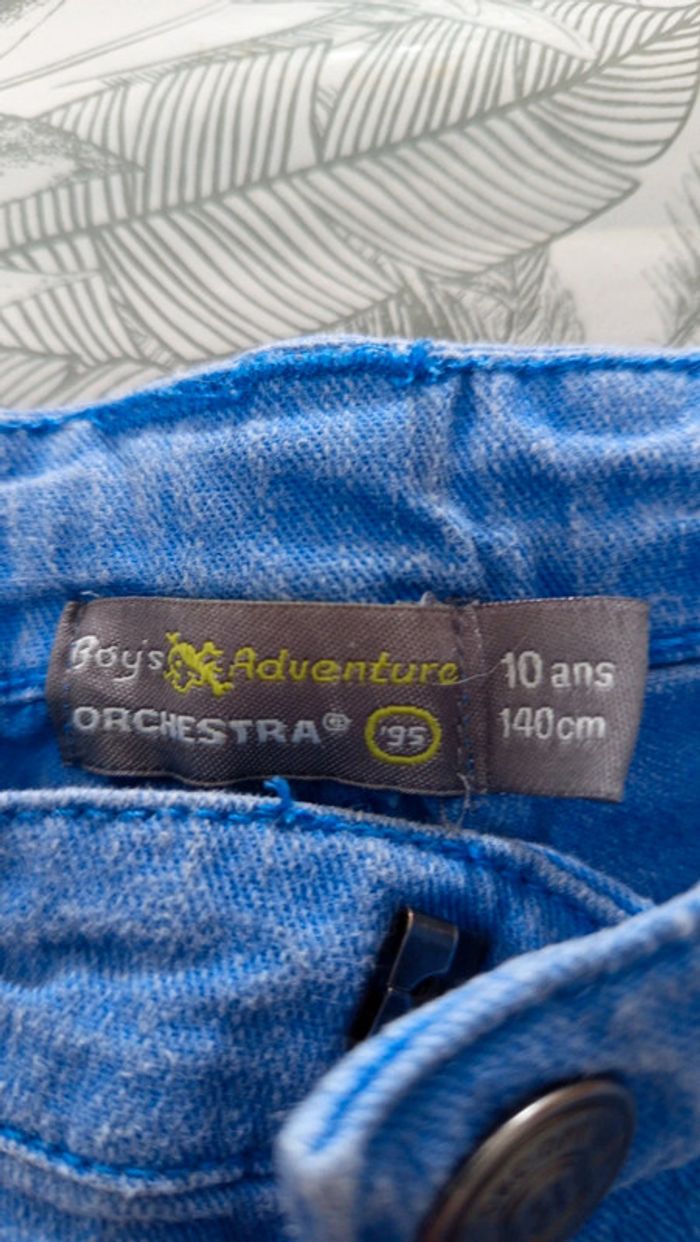 Boy's Adventure
ORCHESTRA® '95
10 ans
140cm